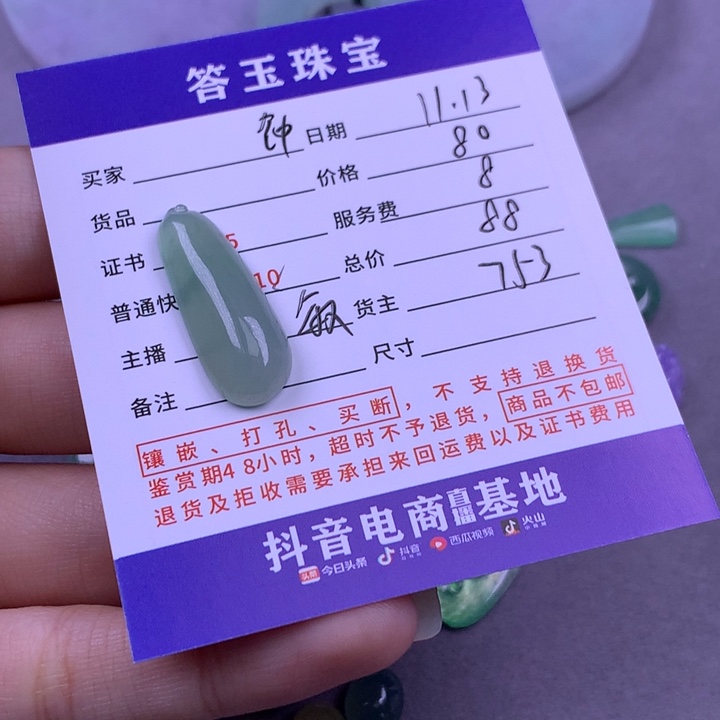 答玉珠宝
买家 钟 日期 11.13
货品 价格 80
证书 5 服务费 8
普通快 10 总价 88
主播 敏 货主 753
备注 尺寸
镶嵌、打孔、买断，不支持退换货
鉴赏期48小时，超时不予退货，商品不包邮
退货及拒收需要承担来回运费以及证书费用
抖音电商直播基地
头条 今日头条 抖音 西瓜视频 火山